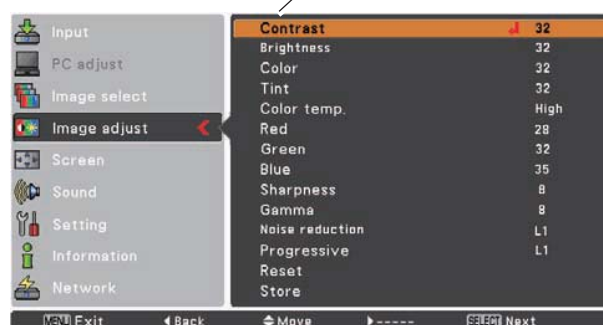 Input
PC adjust
Image select
Image adjust
Screen
Sound
Setting
Information
Network
Contrast 32
Brightness 32
Color 32
Tint 32
Color temp. High
Red 28
Green 32
Blue 35
Sharpness 8
Gamma 8
Noise reduction L1
Progressive L1
Reset
Store
MENU Exit Back Move ----- SELECT Next